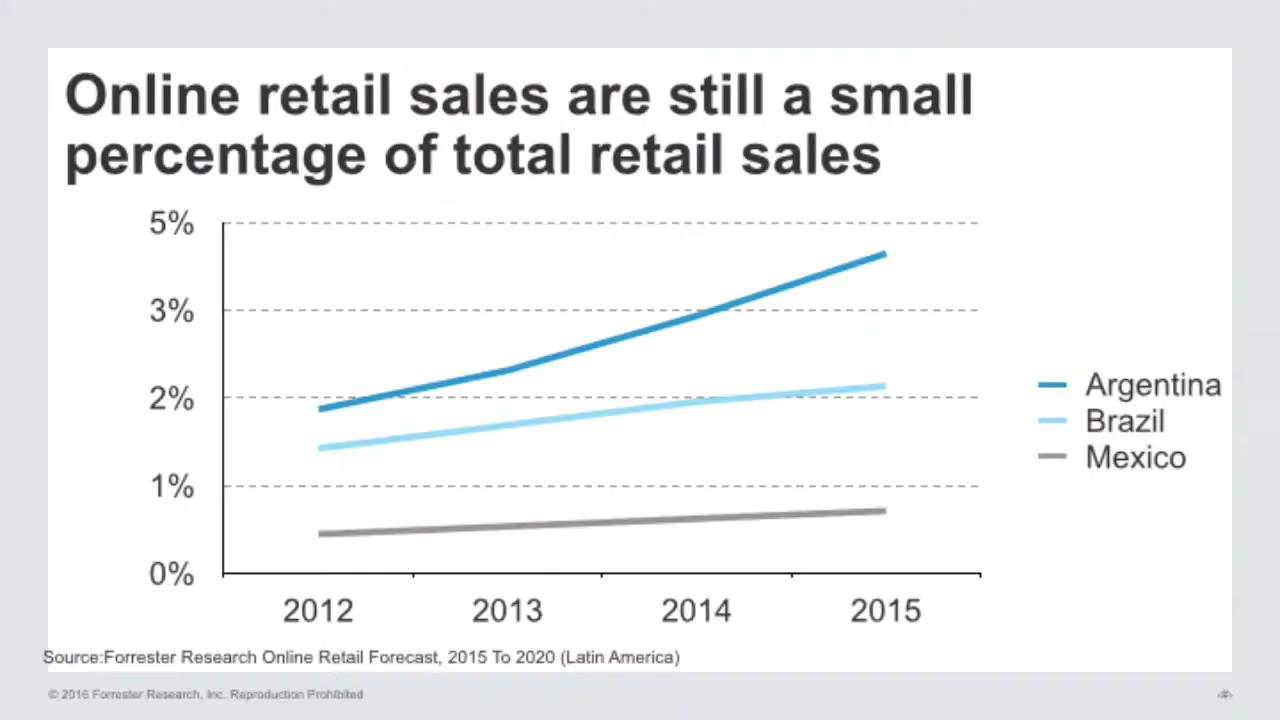 Online retail sales are still a small
percentage of total retail sales
5%
3%
2%
1%
0%
2012 2013 2014 2015
Argentina
Brazil
Mexico
Source:Forrester Research Online Retail Forecast, 2015 To 2020 (Latin America)
© 2016 Forrester Research, Inc. Reproduction Prohibited